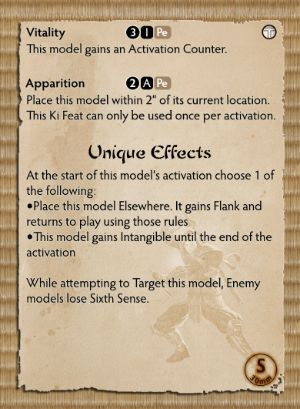 Vitality 3 I Pe
This model gains an Activation Counter.
Apparition 2 A Pe
Place this model within 2" of its current location.
This Ki Feat can only be used once per activation.
Unique Effects
At the start of this model's activation choose 1 of
the following:
•Place this model Elsewhere. It gains Flank and
returns to play using those rules
•This model gains Intangible until the end of the
activation
While attempting to Target this model, Enemy
models lose Sixth Sense.
S
30mm